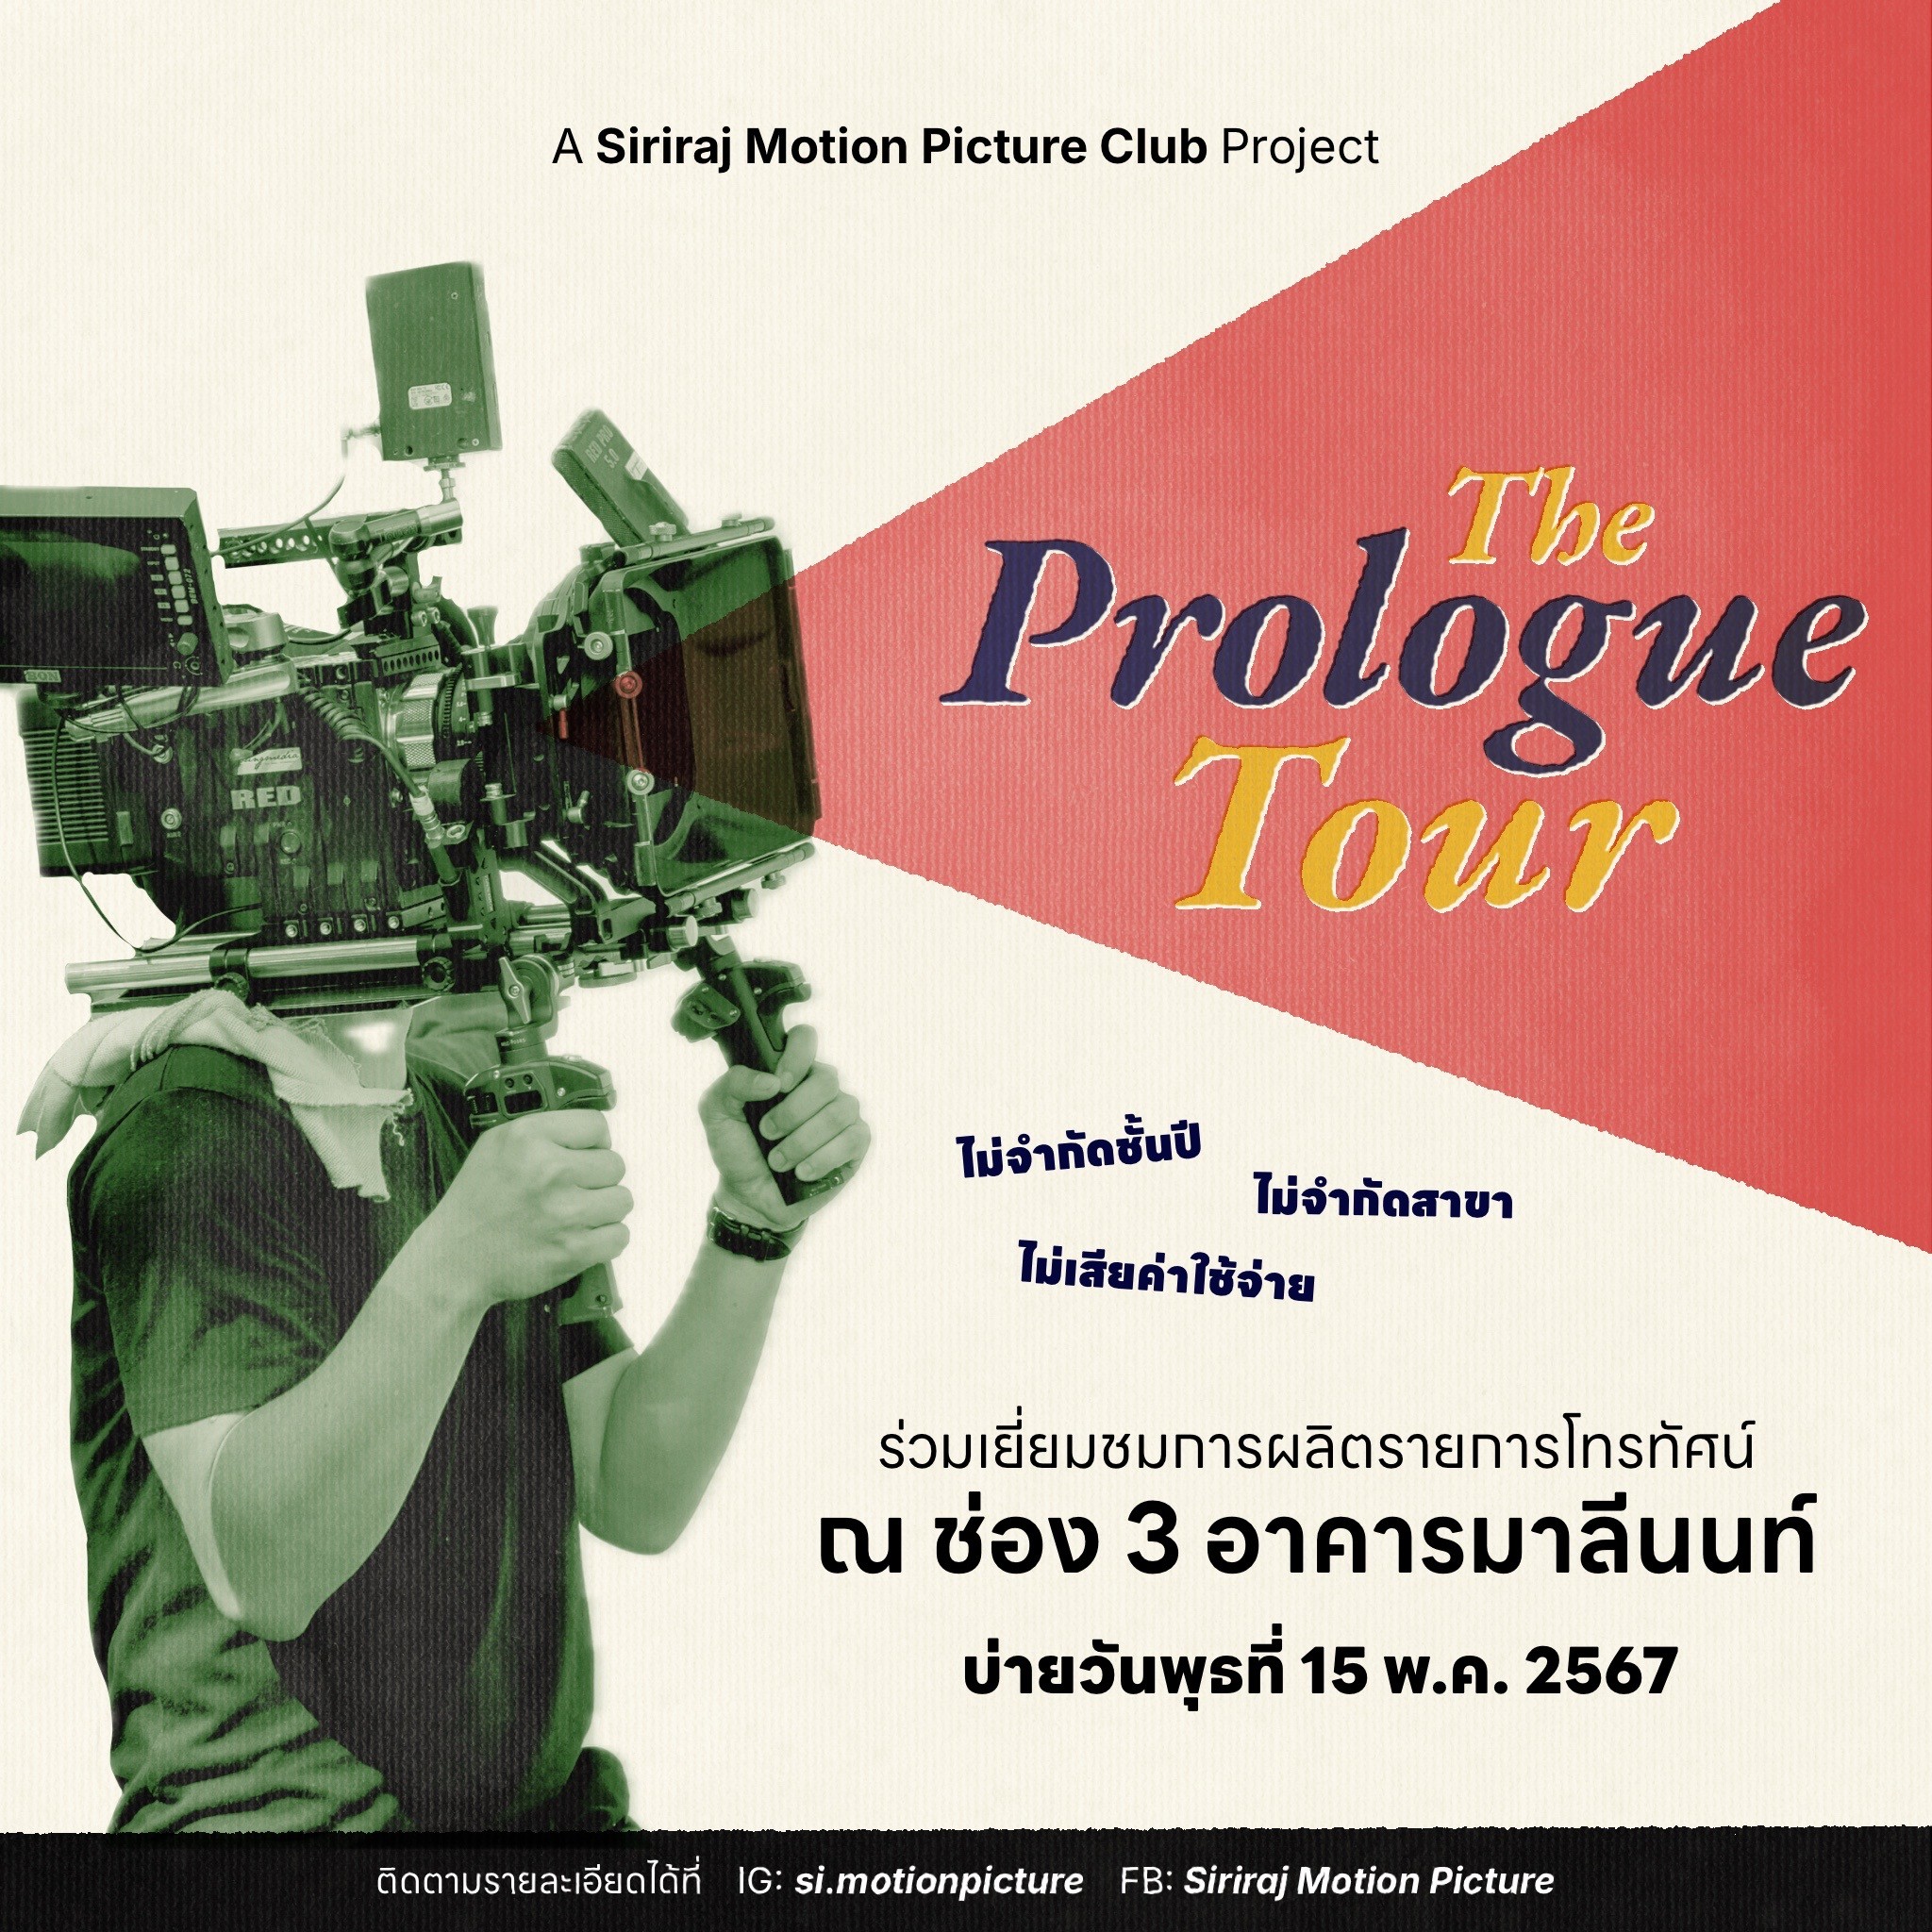 A Siriraj Motion Picture Club Project
RED PRO
5.0
The
Prologue
Tour
RED
ไม่จำกัดชั้นปี
ไม่จำกัดสาขา
ไม่เสียค่าใช้จ่าย
ร่วมเยี่ยมชมการผลิตรายการโทรทัศน์
ณ ช่อง 3 อาคารมาลีนนท์
บ่ายวันพุธที่ 15 พ.ค. 2567
ติดตามรายละเอียดได้ที่ IG: si.motionpicture FB: Siriraj Motion Picture